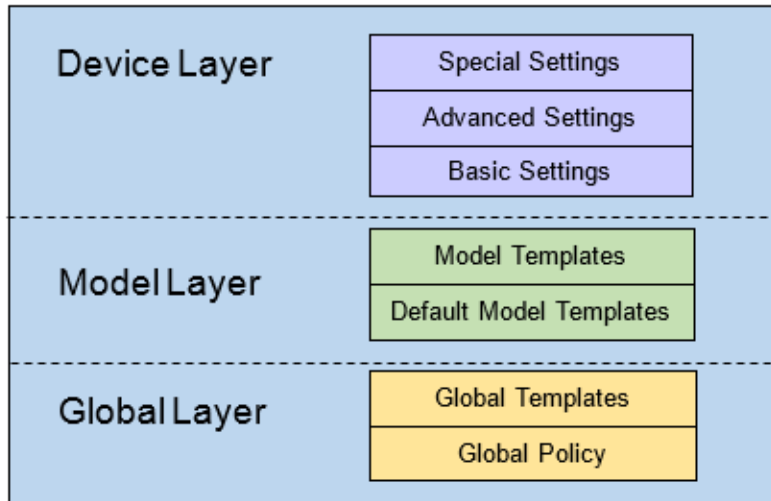 Device Layer
Special Settings
Advanced Settings
Basic Settings
Model Layer
Model Templates
Default Model Templates
Global Layer
Global Templates
Global Policy